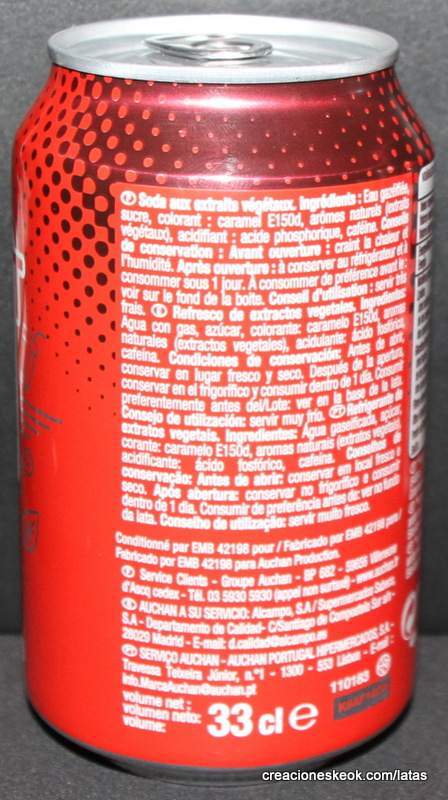 F Soda aux extraits végétaux. Ingrédients : Eau gazéifiée,
sucre, colorant : caramel E150d, arômes naturels (extraits
végétaux), acidifiant : acide phosphorique, caféine. Conseils
de conservation : Avant ouverture : craint la chaleur et
l'humidité. Après ouverture : à conserver au réfrigérateur et à
consommer sous 1 jour. À consommer de préférence avant le :
voir sur le fond de la boîte. Conseil d'utilisation : servir très
frais. E Refresco de extractos vegetales. Ingredientes:
Agua con gas, azúcar, colorante: caramelo E150d, aromas
naturales (extractos vegetales), acidulante: ácido fosfórico,
cafeína. Condiciones de conservación: Antes de abrir,
conservar en lugar fresco y seco. Después de la apertura,
conservar en el frigorífico y consumir dentro de 1 día. Consumir
preferentemente antes del/Lote: ver en la base de la lata.
Consejo de utilización: servir muy frío. P Refrigerante de
extratos vegetais. Ingredientes: Água gaseificada, açúcar,
corante: caramelo E150d, aromas naturais (extratos vegetais),
acidificante: ácido fosfórico, cafeína. Conselhos de
conservação: Antes de abrir: conservar em local fresco e
seco. Após abertura: conservar no frigorífico e consumir
dentro de 1 dia. Consumir de preferência antes de: ver no fundo
da lata. Conselho de utilização: servir muito fresco.
Conditionné par EMB 42198 pour / Fabricado por EMB 42198 para /
Fabricado por EMB 42198 para Auchan Production.
F Service Clients - Groupe Auchan - BP 682 - 59656 Villeneuve
d'Ascq cedex - Tél. 03 5930 5930 (appel non surtaxé) - www.auchan.fr
E AUCHAN A SU SERVICIO: Alcampo, S.A./ Supermercados Sabeco,
S.A - Departamento de Calidad- C/Santiago de Compostela Sur s/n -
28029 Madrid - E-mail: d.calidad@alcampo.es
P SERVIÇO AUCHAN - AUCHAN PORTUGAL HIPERMERCADOS, S.A -
Travessa Teixeira Júnior, n.º1 - 1300 - 553 Lisboa - E-mail:
Info.MarcaAuchan@auchan.pt
110183
volume net :
volumen neto:
volume:
33 cl e
creacioneskeok.com/latas